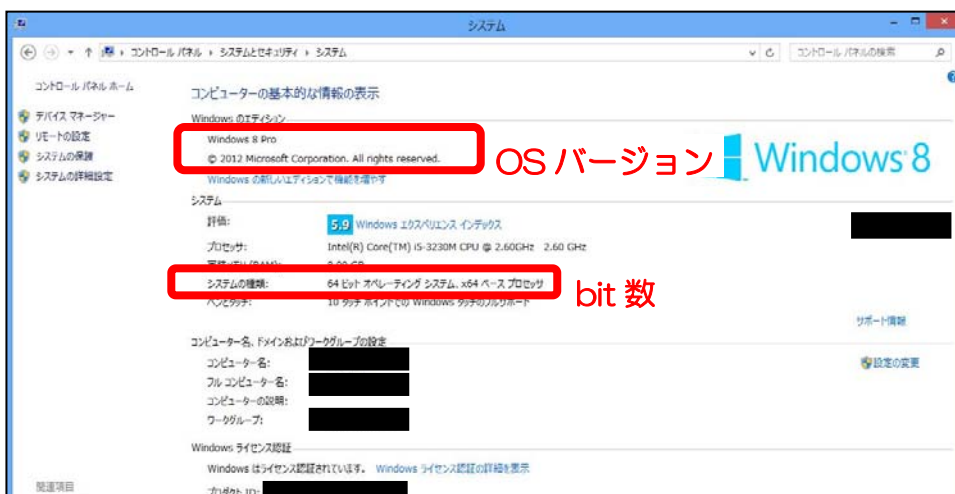 システム
コントロール パネル › システムとセキュリティ › システム
コントロール パネルの検索
コントロール パネル ホーム
デバイス マネージャー
リモートの設定
システムの保護
システムの詳細設定
コンピューターの基本的な情報の表示
Windows のエディション
Windows 8 Pro
© 2012 Microsoft Corporation. All rights reserved.
OS バージョン
Windows 8
Windows の新しいエディションで機能を増やす
システム
評価:
5.9 Windows エクスペリエンス インデックス
プロセッサ: Intel(R) Core(TM) i5-3230M CPU @ 2.60GHz 2.60 GHz
システムの種類: 64 ビット オペレーティング システム、x64 ベース プロセッサ
bit 数
ペンとタッチ: 10 タッチ ポイントでの Windows タッチのフルサポート
サポート情報
コンピューター名、ドメインおよびワークグループの設定
コンピューター名:
設定の変更
フル コンピューター名:
コンピューターの説明:
ワークグループ:
Windows ライセンス認証
Windows はライセンス認証されています。 Windows ライセンス認証の詳細を表示
関連項目
プロダクト ID: